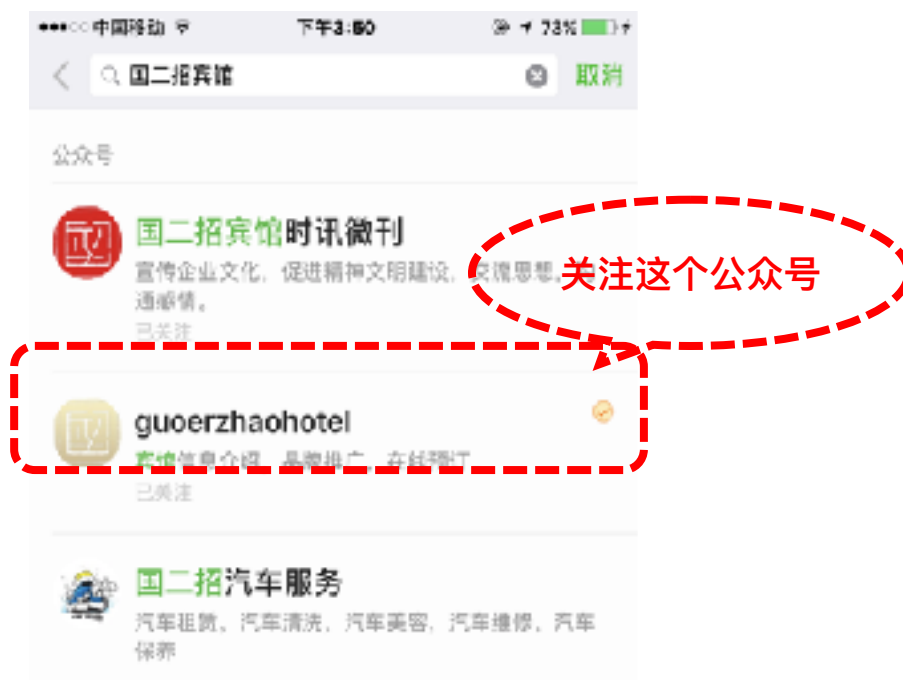 中国移动 下午3:50 73%
国二招宾馆 取消
公众号
国二招宾馆时讯微刊
宣传企业文化，促进精神文明建设，交流思想，
通感情。
已关注
关注这个公众号
guoerzhaohotel
宾馆信息介绍，品牌推广，在线预订
已关注
国二招汽车服务
汽车租赁、汽车清洗、汽车美容、汽车维修、汽车
保养